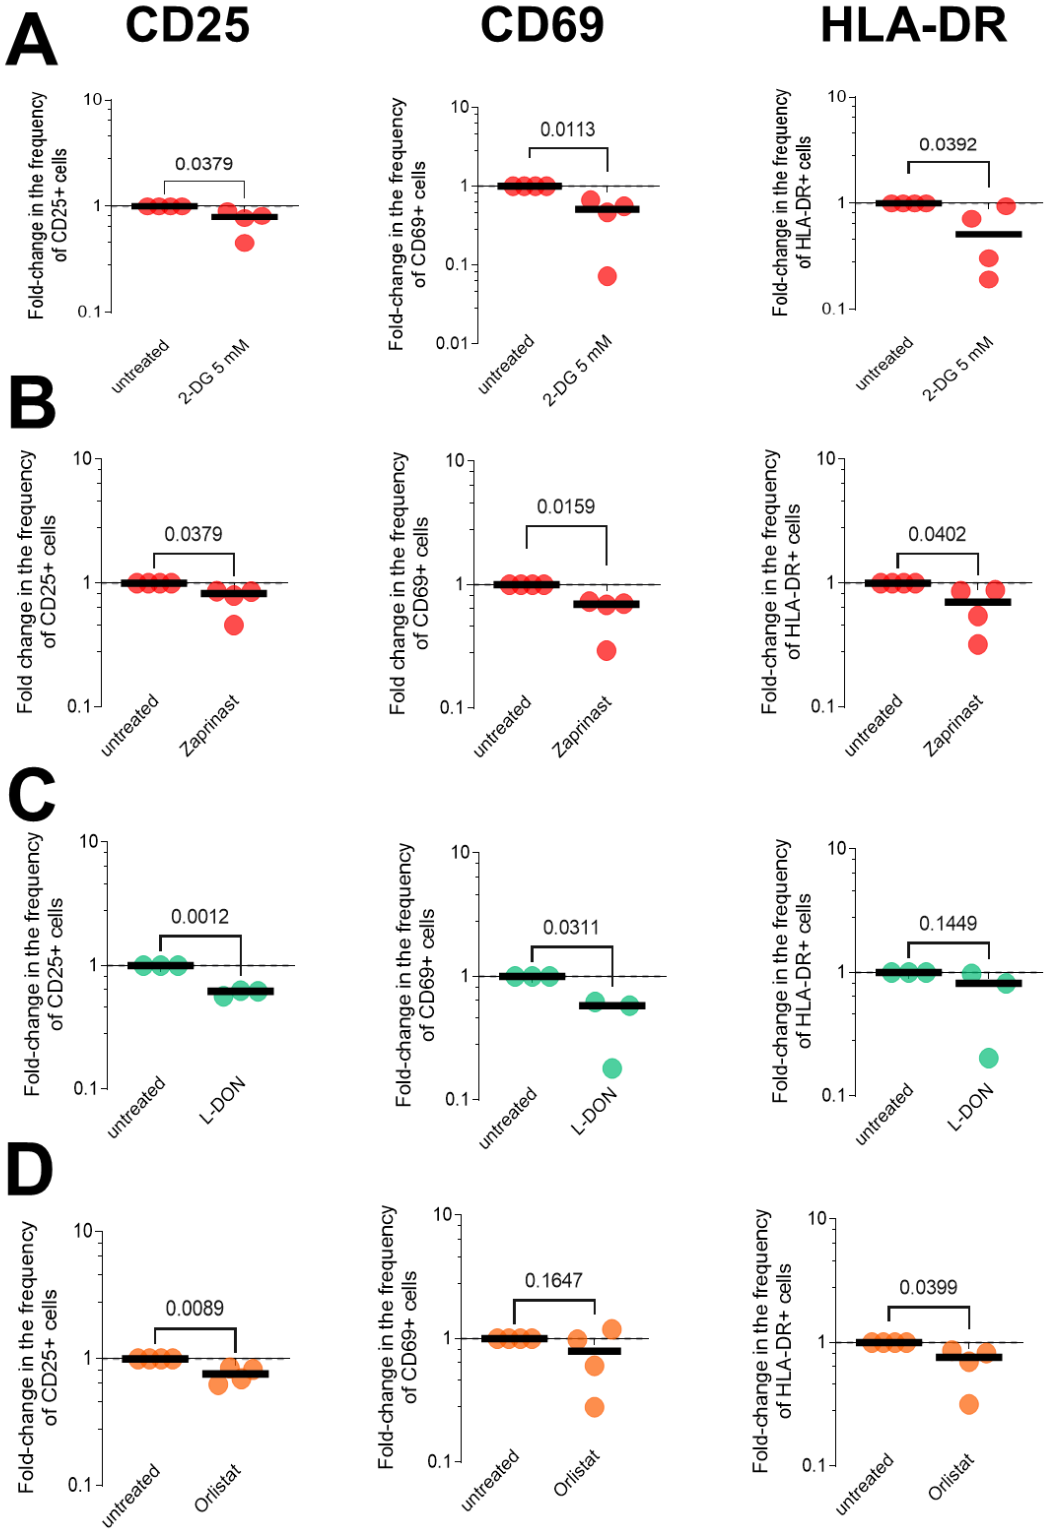 A
CD25
CD69
HLA-DR
Fold-change in the frequency
of CD25+ cells
10
1
0.1
0.0379
untreated
2-DG 5 mM
Fold-change in the frequency
of CD69+ cells
10
1
0.1
0.01
0.0113
untreated
2-DG 5 mM
Fold-change in the frequency
of HLA-DR+ cells
10
1
0.1
0.0392
untreated
2-DG 5 mM
B
Fold change in the frequency
of CD25+ cells
10
1
0.1
0.0379
untreated
Zaprinast
Fold change in the frequency
of CD69+ cells
10
1
0.1
0.0159
untreated
Zaprinast
Fold-change in the frequency
of HLA-DR+ cells
10
1
0.1
0.0402
untreated
Zaprinast
C
Fold-change in the frequency
of CD25+ cells
10
1
0.1
0.0012
untreated
L-DON
Fold-change in the frequency
of CD69+ cells
10
1
0.1
0.0311
untreated
L-DON
Fold-change in the frequency
of HLA-DR+ cells
10
1
0.1
0.1449
untreated
L-DON
D
Fold-change in the frequency
of CD25+ cells
10
1
0.1
0.0089
untreated
Orlistat
Fold-change in the frequency
of CD69+ cells
10
1
0.1
0.1647
untreated
Orlistat
Fold-change in the frequency
of HLA-DR+ cells
10
1
0.1
0.0399
untreated
Orlistat